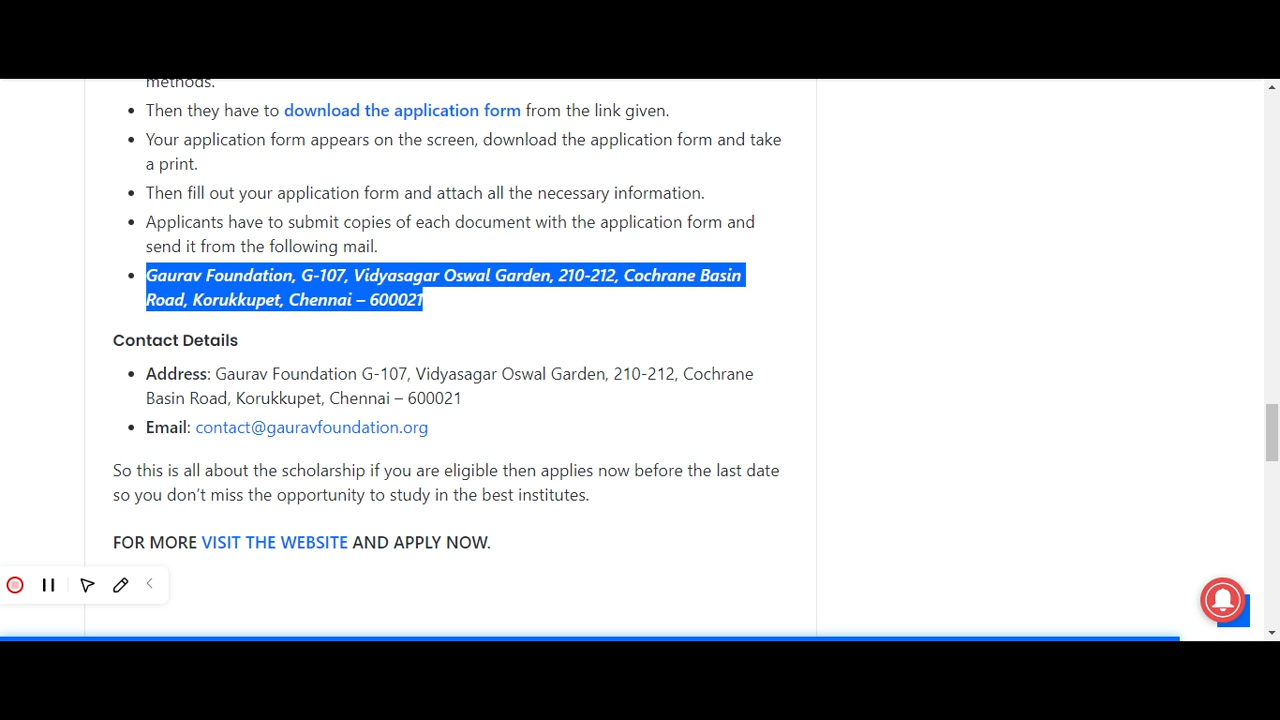 methods.
Then they have to download the application form from the link given.
Your application form appears on the screen, download the application form and take
a print.
Then fill out your application form and attach all the necessary information.
Applicants have to submit copies of each document with the application form and
send it from the following mail.
Gaurav Foundation, G-107, Vidyasagar Oswal Garden, 210-212, Cochrane Basin
Road, Korukkupet, Chennai – 600021
Contact Details
Address: Gaurav Foundation G-107, Vidyasagar Oswal Garden, 210-212, Cochrane
Basin Road, Korukkupet, Chennai – 600021
Email: contact@gauravfoundation.org
So this is all about the scholarship if you are eligible then applies now before the last date
so you don’t miss the opportunity to study in the best institutes.
FOR MORE VISIT THE WEBSITE AND APPLY NOW.